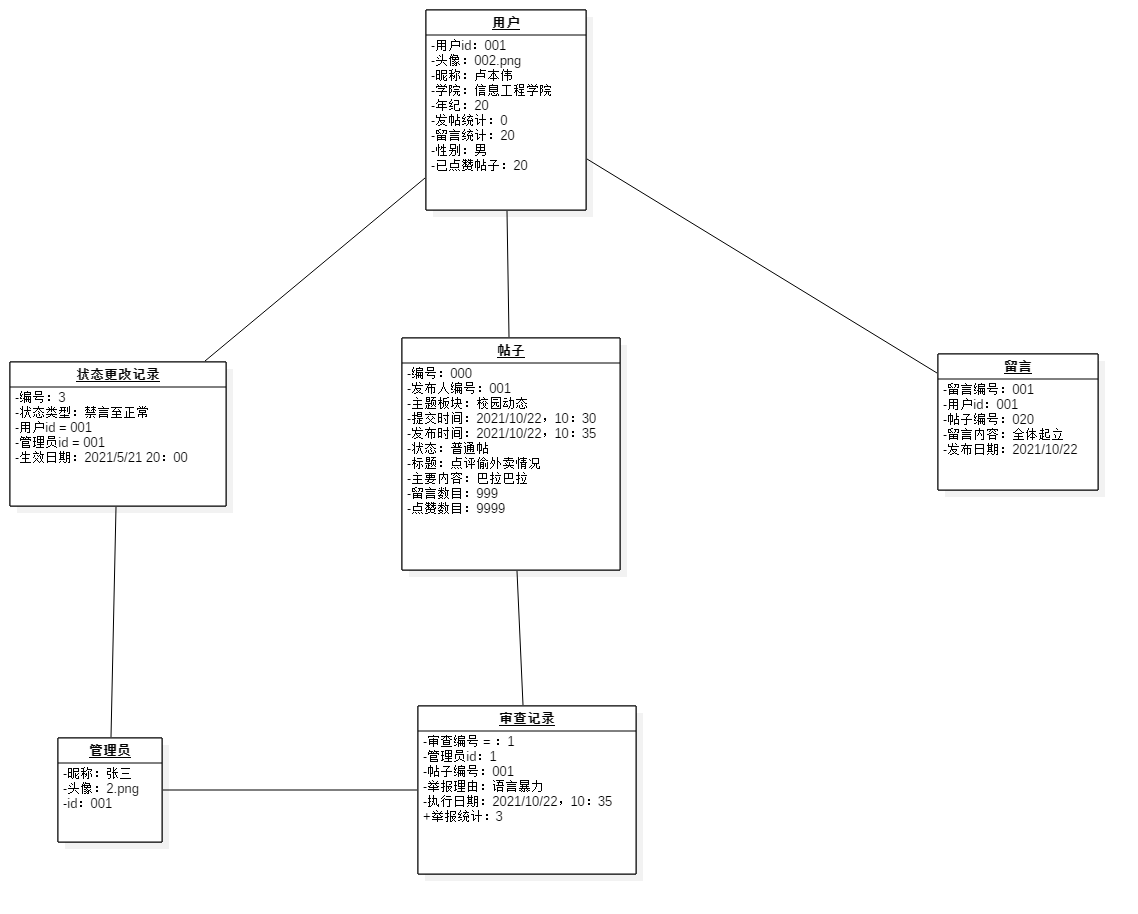 用户
-用户id：001
-头像：002.png
-昵称：卢本伟
-学院：信息工程学院
-年纪：20
-发帖统计：0
-留言统计：20
-性别：男
-已点赞帖子：20
状态更改记录
-编号：3
-状态类型：禁言至正常
-用户id = 001
-管理员id = 001
-生效日期：2021/5/21 20：00
帖子
-编号：000
-发布人编号：001
-主题板块：校园动态
-提交时间：2021/10/22，10：30
-发布时间：2021/10/22，10：35
-状态：普通帖
-标题：点评偷外卖情况
-主要内容：巴拉巴拉
-留言数目：999
-点赞数目：9999
留言
-留言编号：001
-用户id：001
-帖子编号：020
-留言内容：全体起立
-发布日期：2021/10/22
管理员
-昵称：张三
-头像：2.png
-id：001
审查记录
-审查编号 =：1
-管理员id：1
-帖子编号：001
-举报理由：语言暴力
-执行日期：2021/10/22，10：35
+举报统计：3